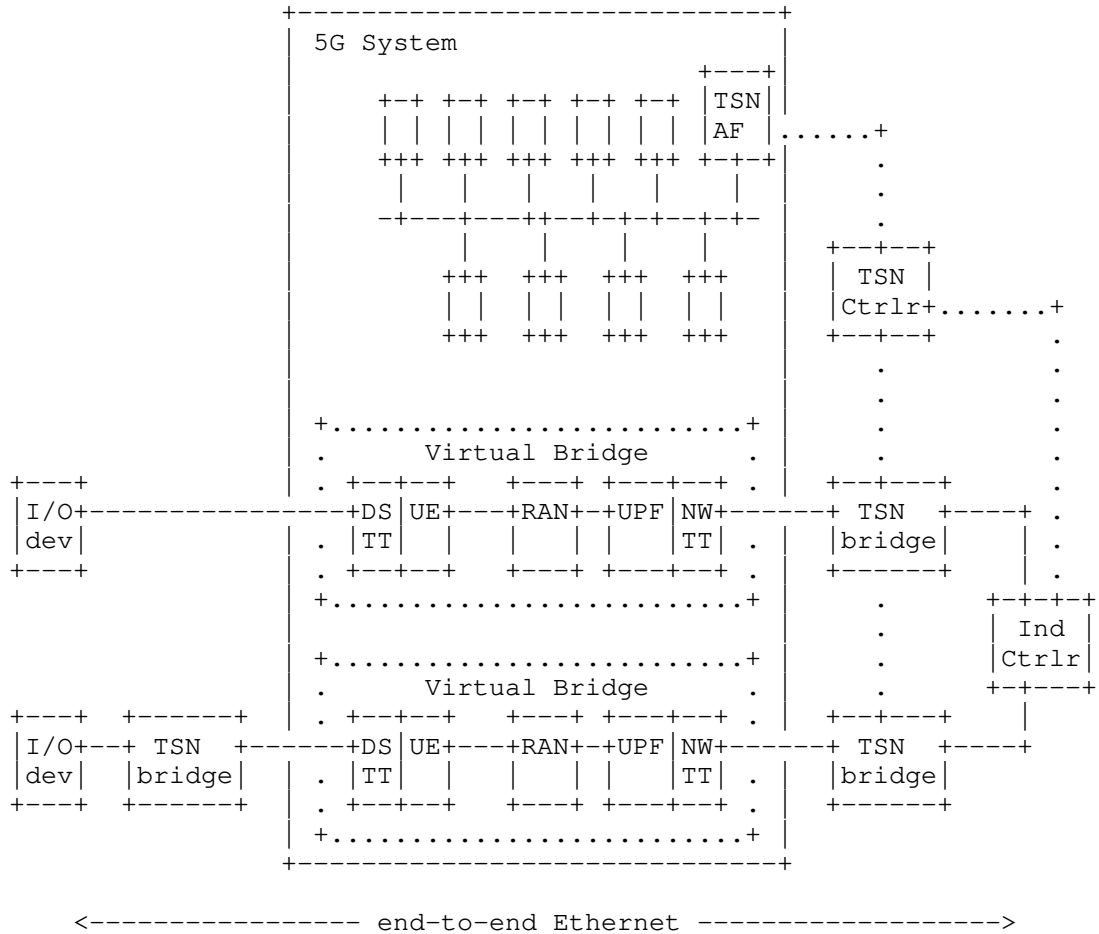 5G System
TSN
AF
TSN
Ctrlr
Virtual Bridge
I/O DS UE RAN UPF NW TSN
dev TT TT bridge
Ind
Ctrlr
Virtual Bridge
I/O TSN DS UE RAN UPF NW TSN
dev bridge TT TT bridge
<----------------- end-to-end Ethernet ------------------->